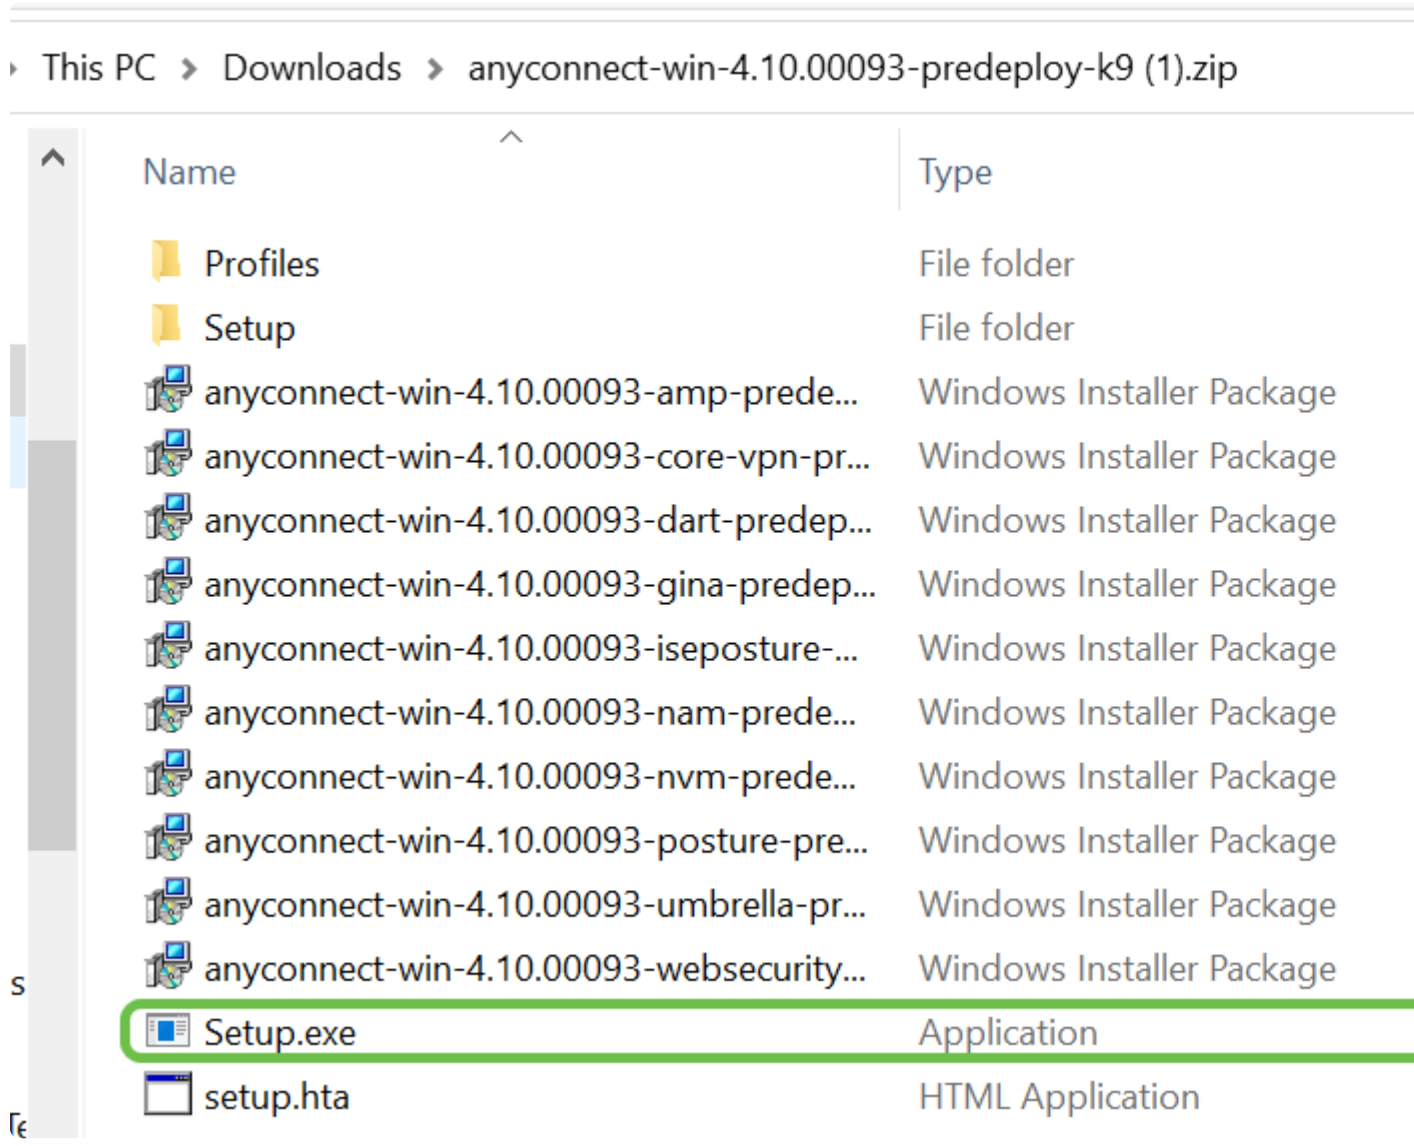 This PC > Downloads > anyconnect-win-4.10.00093-predeploy-k9 (1).zip
Name Type
Profiles File folder
Setup File folder
anyconnect-win-4.10.00093-amp-prede... Windows Installer Package
anyconnect-win-4.10.00093-core-vpn-pr... Windows Installer Package
anyconnect-win-4.10.00093-dart-predep... Windows Installer Package
anyconnect-win-4.10.00093-gina-predep... Windows Installer Package
anyconnect-win-4.10.00093-iseposture-... Windows Installer Package
anyconnect-win-4.10.00093-nam-prede... Windows Installer Package
anyconnect-win-4.10.00093-nvm-prede... Windows Installer Package
anyconnect-win-4.10.00093-posture-pre... Windows Installer Package
anyconnect-win-4.10.00093-umbrella-pr... Windows Installer Package
anyconnect-win-4.10.00093-websecurity... Windows Installer Package
s
Setup.exe Application
setup.hta HTML Application